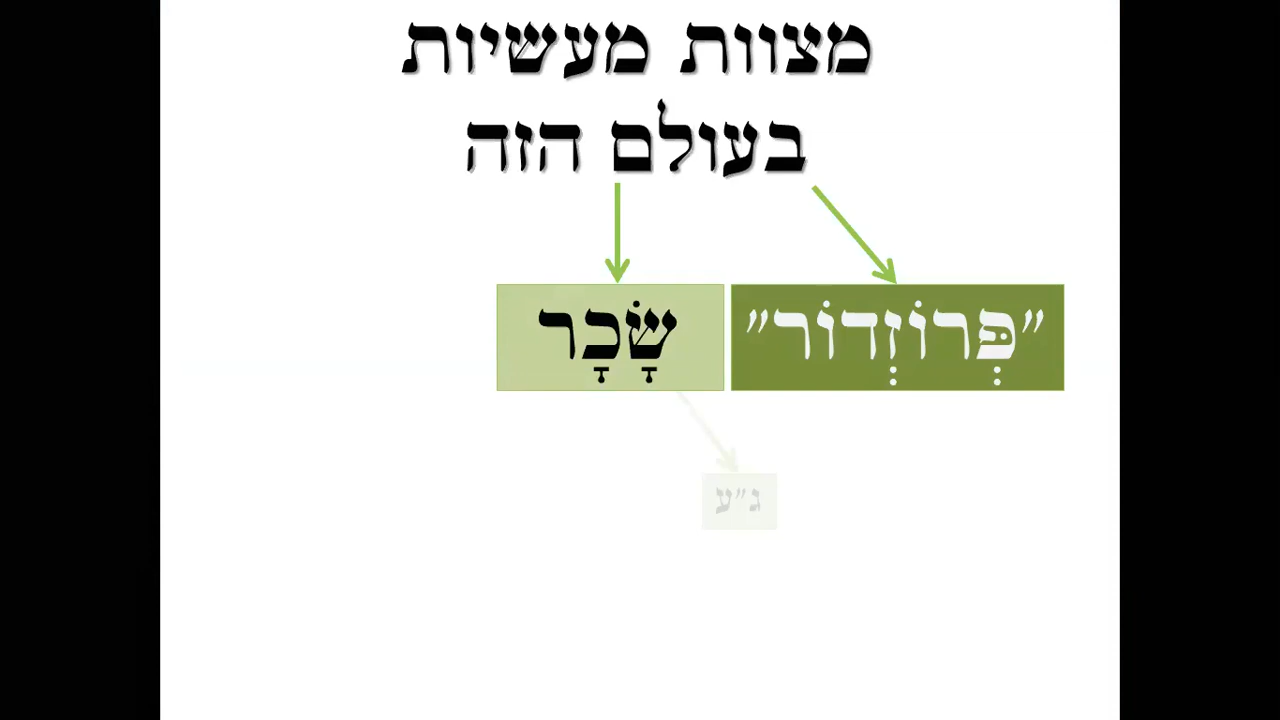 מצוות מעשיות
בעולם הזה
"פְּרוֹזְדוֹר" שָׂכָר
ג"ע